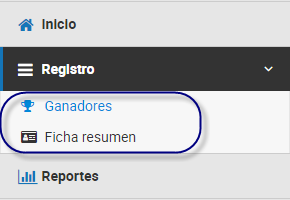 Inicio
Registro
Ganadores
Ficha resumen
Reportes